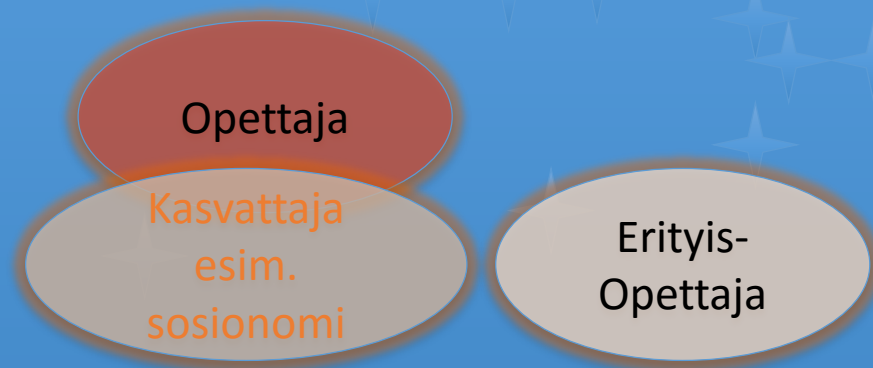 Opettaja
Kasvattaja
esim.
sosionomi
Erityis-
Opettaja